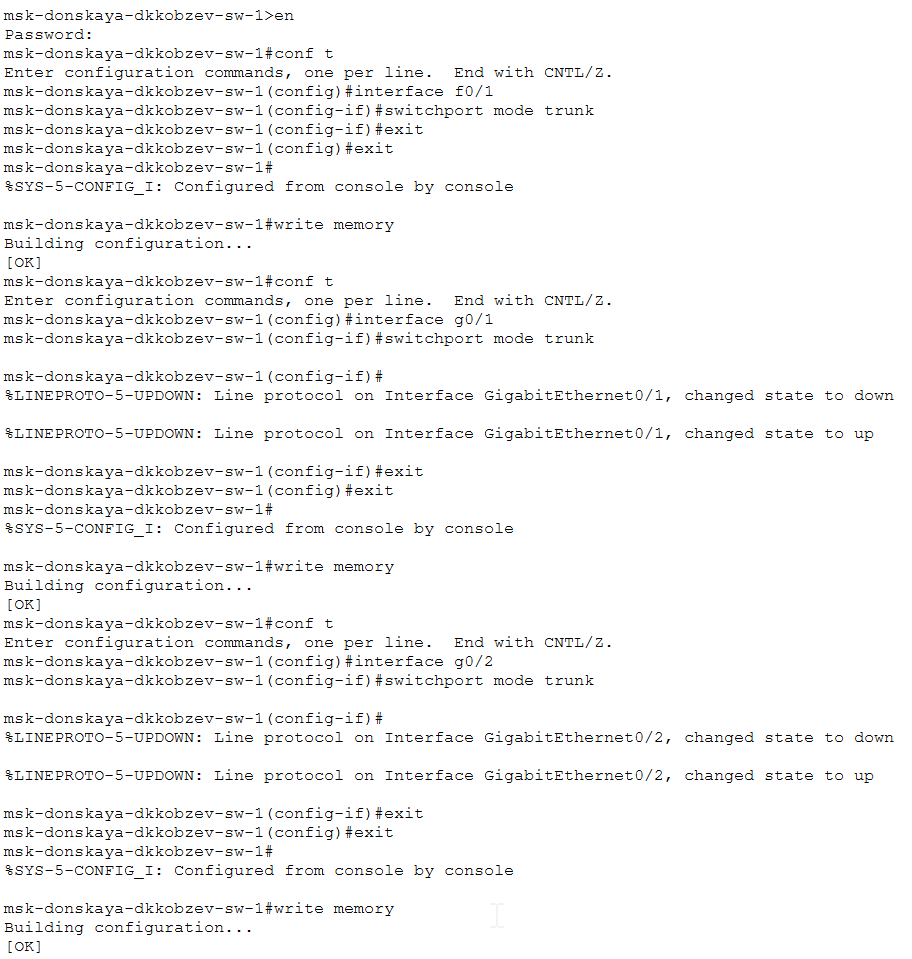 msk-donskaya-dkkobzev-sw-1>en
Password:
msk-donskaya-dkkobzev-sw-1#conf t
Enter configuration commands, one per line.  End with CNTL/Z.
msk-donskaya-dkkobzev-sw-1(config)#interface f0/1
msk-donskaya-dkkobzev-sw-1(config-if)#switchport mode trunk
msk-donskaya-dkkobzev-sw-1(config-if)#exit
msk-donskaya-dkkobzev-sw-1(config)#exit
msk-donskaya-dkkobzev-sw-1#
%SYS-5-CONFIG_I: Configured from console by console
msk-donskaya-dkkobzev-sw-1#write memory
Building configuration...
[OK]
msk-donskaya-dkkobzev-sw-1#conf t
Enter configuration commands, one per line.  End with CNTL/Z.
msk-donskaya-dkkobzev-sw-1(config)#interface g0/1
msk-donskaya-dkkobzev-sw-1(config-if)#switchport mode trunk
msk-donskaya-dkkobzev-sw-1(config-if)#
%LINEPROTO-5-UPDOWN: Line protocol on Interface GigabitEthernet0/1, changed state to down
%LINEPROTO-5-UPDOWN: Line protocol on Interface GigabitEthernet0/1, changed state to up
msk-donskaya-dkkobzev-sw-1(config-if)#exit
msk-donskaya-dkkobzev-sw-1(config)#exit
msk-donskaya-dkkobzev-sw-1#
%SYS-5-CONFIG_I: Configured from console by console
msk-donskaya-dkkobzev-sw-1#write memory
Building configuration...
[OK]
msk-donskaya-dkkobzev-sw-1#conf t
Enter configuration commands, one per line.  End with CNTL/Z.
msk-donskaya-dkkobzev-sw-1(config)#interface g0/2
msk-donskaya-dkkobzev-sw-1(config-if)#switchport mode trunk
msk-donskaya-dkkobzev-sw-1(config-if)#
%LINEPROTO-5-UPDOWN: Line protocol on Interface GigabitEthernet0/2, changed state to down
%LINEPROTO-5-UPDOWN: Line protocol on Interface GigabitEthernet0/2, changed state to up
msk-donskaya-dkkobzev-sw-1(config-if)#exit
msk-donskaya-dkkobzev-sw-1(config)#exit
msk-donskaya-dkkobzev-sw-1#
%SYS-5-CONFIG_I: Configured from console by console
msk-donskaya-dkkobzev-sw-1#write memory
Building configuration...
[OK]